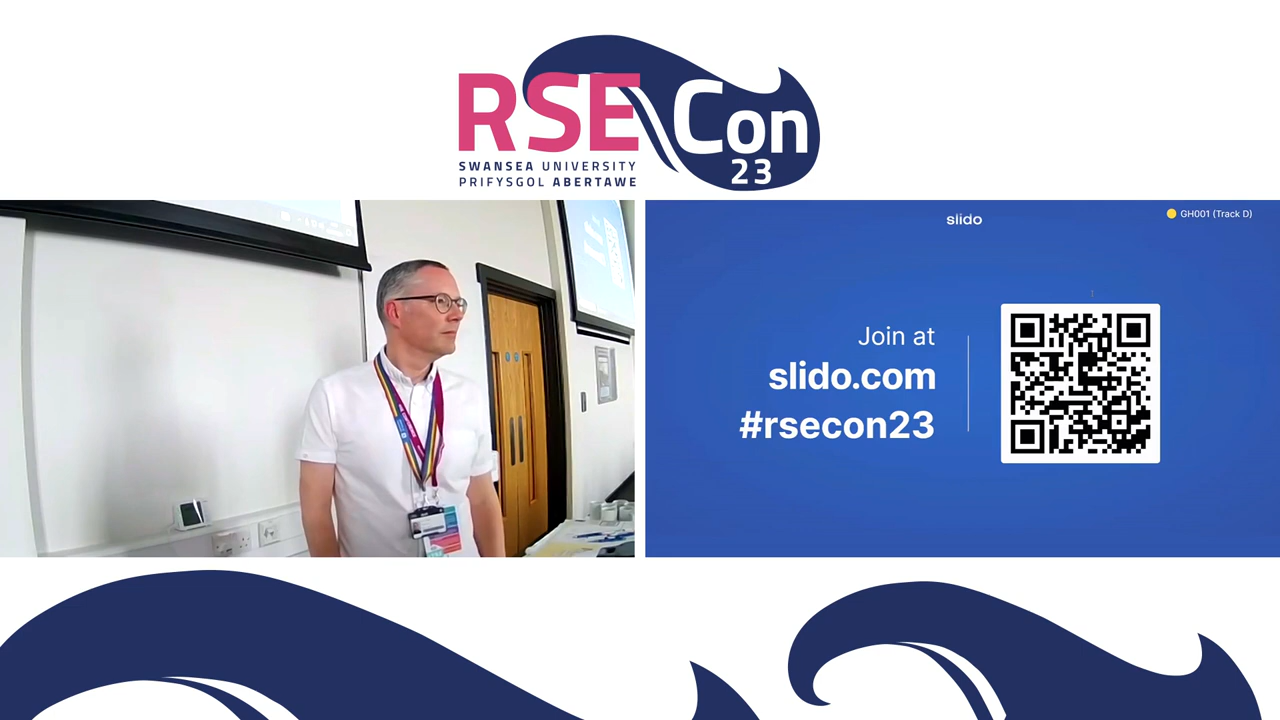 RSE Con
23
SWANSEA UNIVERSITY
PRIFYSGOL ABERTAWE
slido
GH001 (Track D)
Join at
slido.com
#rsecon23